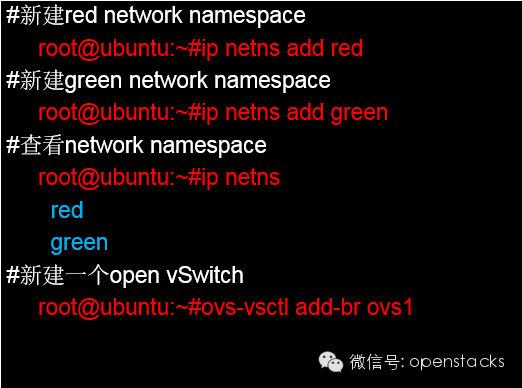 #新建red network namespace
root@ubuntu:~#ip netns add red
#新建green network namespace
root@ubuntu:~#ip netns add green
#查看network namespace
root@ubuntu:~#ip netns
red
green
#新建一个open vSwitch
root@ubuntu:~#ovs-vsctl add-br ovs1
微信号: openstacks